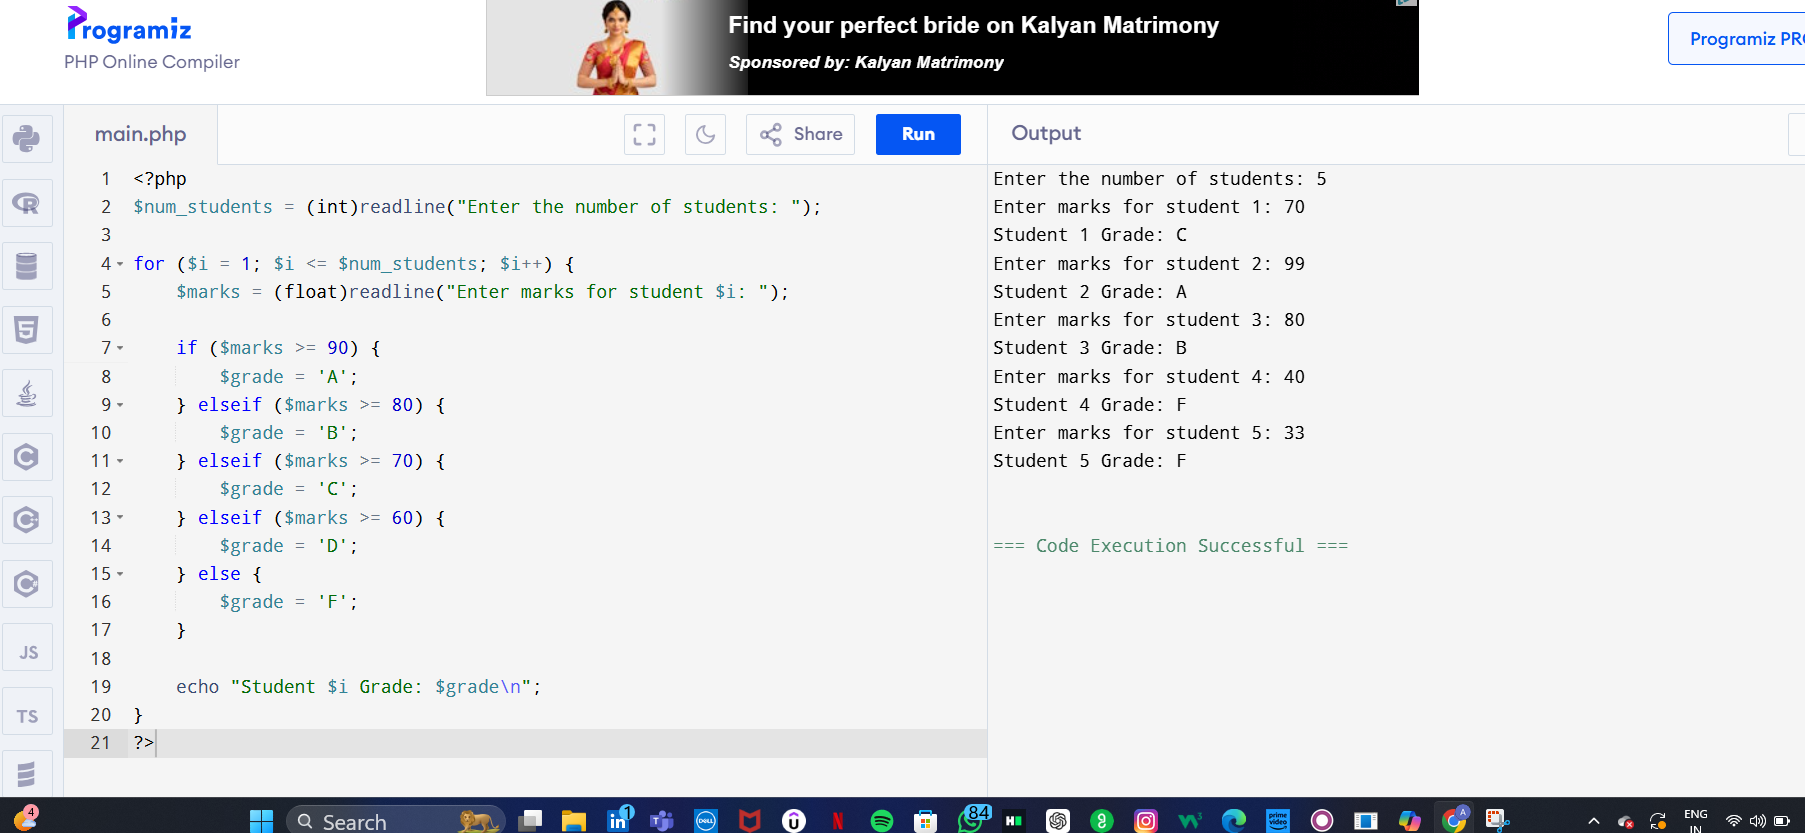 Programiz
PHP Online Compiler
Find your perfect bride on Kalyan Matrimony
Sponsored by: Kalyan Matrimony
Programiz PR
main.php
Share
Run
Output
1 <?php
2 $num_students = (int)readline("Enter the number of students: ");
3
4 for ($i = 1; $i <= $num_students; $i++) {
5     $marks = (float)readline("Enter marks for student $i: ");
6
7     if ($marks >= 90) {
8         $grade = 'A';
9     } elseif ($marks >= 80) {
10         $grade = 'B';
11     } elseif ($marks >= 70) {
12         $grade = 'C';
13     } elseif ($marks >= 60) {
14         $grade = 'D';
15     } else {
16         $grade = 'F';
17     }
18
19     echo "Student $i Grade: $grade\n";
20 }
21 ?>
Enter the number of students: 5
Enter marks for student 1: 70
Student 1 Grade: C
Enter marks for student 2: 99
Student 2 Grade: A
Enter marks for student 3: 80
Student 3 Grade: B
Enter marks for student 4: 40
Student 4 Grade: F
Enter marks for student 5: 33
Student 5 Grade: F
=== Code Execution Successful ===
JS
TS
4
Search
1
84
ENG
IN